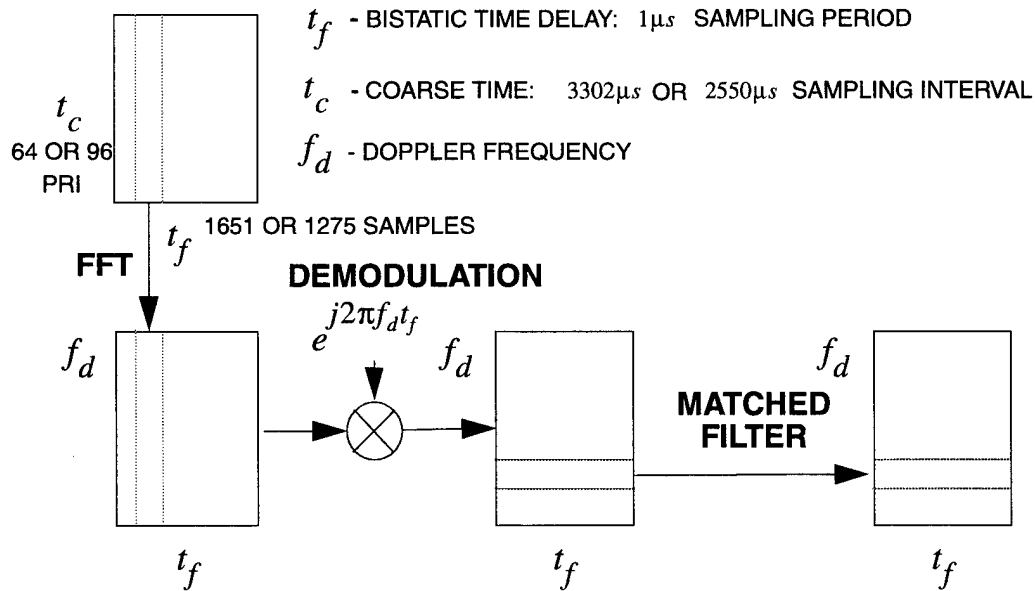 t_f - BISTATIC TIME DELAY: 1μs SAMPLING PERIOD
t_c - COARSE TIME: 3302μs OR 2550μs SAMPLING INTERVAL
f_d - DOPPLER FREQUENCY
t_c
64 OR 96
PRI
t_f 1651 OR 1275 SAMPLES
FFT
DEMODULATION
e^{j2πf_d t_f}
f_d
f_d
f_d
MATCHED
FILTER
t_f
t_f
t_f